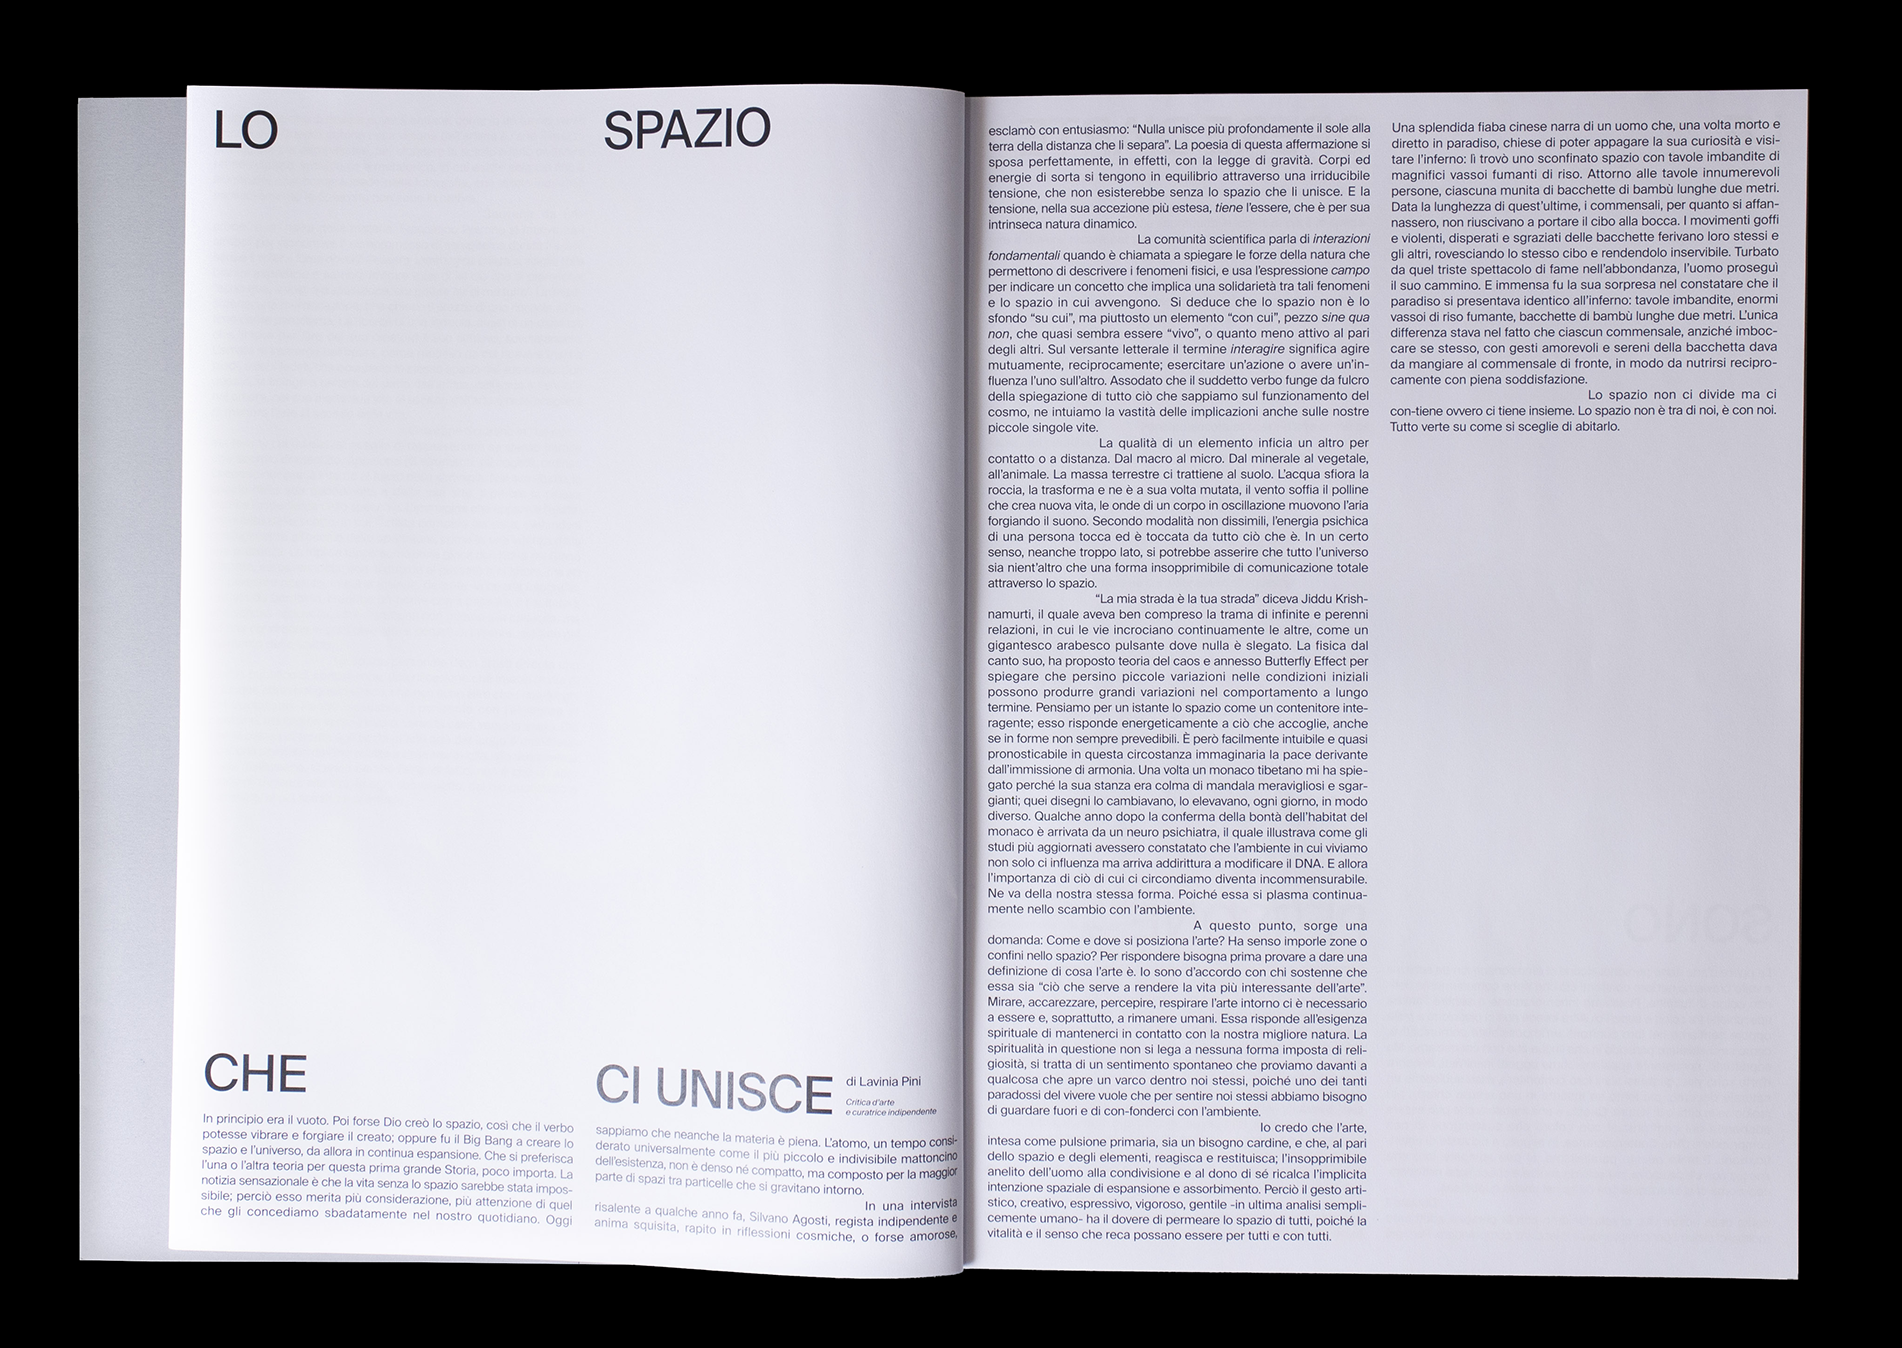 LO
SPAZIO
CHE
CI UNISCE
di Lavinia Pini
Critica d'arte
e curatrice indipendente
In principio era il vuoto. Poi forse Dio creò lo spazio, così che il verbo
potesse vibrare e forgiare il creato; oppure fu il Big Bang a creare lo
spazio e l'universo, da allora in continua espansione. Che si preferisca
l'una o l'altra teoria per questa prima grande Storia, poco importa. La
notizia sensazionale è che la vita senza lo spazio sarebbe stata impos-
sibile; perciò esso merita più considerazione, più attenzione di quel
che gli concediamo sbadatamente nel nostro quotidiano. Oggi
sappiamo che neanche la materia è piena. L'atomo, un tempo consi-
derato universalmente come il più piccolo e indivisibile mattoncino
dell'esistenza, non è denso né compatto, ma composto per la maggior
parte di spazi tra particelle che si gravitano intorno.
In una intervista
risalente a qualche anno fa, Silvano Agosti, regista indipendente e
anima squisita, rapito in riflessioni cosmiche, o forse amorose,
esclamò con entusiasmo: “Nulla unisce più profondamente il sole alla
terra della distanza che li separa”. La poesia di questa affermazione si
sposa perfettamente, in effetti, con la legge di gravità. Corpi ed
energie di sorta si tengono in equilibrio attraverso una irriducibile
tensione, che non esisterebbe senza lo spazio che li unisce. E la
tensione, nella sua accezione più estesa, tiene l'essere, che è per sua
intrinseca natura dinamico.
La comunità scientifica parla di interazioni
fondamentali quando è chiamata a spiegare le forze della natura che
permettono di descrivere i fenomeni fisici, e usa l'espressione campo
per indicare un concetto che implica una solidarietà tra tali fenomeni
e lo spazio in cui avvengono. Si deduce che lo spazio non è lo
sfondo “su cui”, ma piuttosto un elemento “con cui”, pezzo sine qua
non, che quasi sembra essere “vivo”, o quanto meno attivo al pari
degli altri. Sul versante letterale il termine interagire significa agire
mutuamente, reciprocamente; esercitare un'azione o avere un'in-
fluenza l'uno sull'altro. Assodato che il suddetto verbo funge da fulcro
della spiegazione di tutto ciò che sappiamo sul funzionamento del
cosmo, ne intuiamo la vastità delle implicazioni anche sulle nostre
piccole singole vite.
La qualità di un elemento inficia un altro per
contatto o a distanza. Dal macro al micro. Dal minerale al vegetale,
all'animale. La massa terrestre ci trattiene al suolo. L'acqua sfiora la
roccia, la trasforma e ne è a sua volta mutata, il vento soffia il polline
che crea nuova vita, le onde di un corpo in oscillazione muovono l'aria
forgiando il suono. Secondo modalità non dissimili, l'energia psichica
di una persona tocca ed è toccata da tutto ciò che è. In un certo
senso, neanche troppo lato, si potrebbe asserire che tutto l'universo
sia nient'altro che una forma insopprimibile di comunicazione totale
attraverso lo spazio.
“La mia strada è la tua strada” diceva Jiddu Krish-
namurti, il quale aveva ben compreso la trama di infinite e perenni
relazioni, in cui le vie incrociano continuamente le altre, come un
gigantesco arabesco pulsante dove nulla è slegato. La fisica dal
canto suo, ha proposto teoria del caos e annesso Butterfly Effect per
spiegare che persino piccole variazioni nelle condizioni iniziali
possono produrre grandi variazioni nel comportamento a lungo
termine. Pensiamo per un istante lo spazio come un contenitore inte-
ragente; esso risponde energeticamente a ciò che accoglie, anche
se in forme non sempre prevedibili. È però facilmente intuibile e quasi
pronosticabile in questa circostanza immaginaria la pace derivante
dall'immissione di armonia. Una volta un monaco tibetano mi ha spie-
gato perché la sua stanza era colma di mandala meravigliosi e sgar-
gianti; quei disegni lo cambiavano, lo elevavano, ogni giorno, in modo
diverso. Qualche anno dopo la conferma della bontà dell'habitat del
monaco è arrivata da un neuro psichiatra, il quale illustrava come gli
studi più aggiornati avessero constatato che l'ambiente in cui viviamo
non solo ci influenza ma arriva addirittura a modificare il DNA. E allora
l'importanza di ciò di cui ci circondiamo diventa incommensurabile.
Ne va della nostra stessa forma. Poiché essa si plasma continua-
mente nello scambio con l'ambiente.
A questo punto, sorge una
domanda: Come e dove si posiziona l'arte? Ha senso imporle zone o
confini nello spazio? Per rispondere bisogna prima provare a dare una
definizione di cosa l'arte è. Io sono d'accordo con chi sostenne che
essa sia “ciò che serve a rendere la vita più interessante dell'arte”.
Mirare, accarezzare, percepire, respirare l'arte intorno ci è necessario
a essere e, soprattutto, a rimanere umani. Essa risponde all'esigenza
spirituale di mantenerci in contatto con la nostra migliore natura. La
spiritualità in questione non si lega a nessuna forma imposta di reli-
giosità, si tratta di un sentimento spontaneo che proviamo davanti a
qualcosa che apre un varco dentro noi stessi, poiché uno dei tanti
paradossi del vivere vuole che per sentire noi stessi abbiamo bisogno
di guardare fuori e di con-fonderci con l'ambiente.
Io credo che l'arte,
intesa come pulsione primaria, sia un bisogno cardine, e che, al pari
dello spazio e degli elementi, reagisca e restituisca; l'insopprimibile
anelito dell'uomo alla condivisione e al dono di sé ricalca l'implicita
intenzione spaziale di espansione e assorbimento. Perciò il gesto arti-
stico, creativo, espressivo, vigoroso, gentile -in ultima analisi sempli-
cemente umano- ha il dovere di permeare lo spazio di tutti, poiché la
vitalità e il senso che reca possano essere per tutti e con tutti.
Una splendida fiaba cinese narra di un uomo che, una volta morto e
diretto in paradiso, chiese di poter appagare la sua curiosità e visi-
tare l'inferno: lì trovò uno sconfinato spazio con tavole imbandite di
magnifici vassoi fumanti di riso. Attorno alle tavole innumerevoli
persone, ciascuna munita di bacchette di bambù lunghe due metri.
Data la lunghezza di quest'ultime, i commensali, per quanto si affan-
nassero, non riuscivano a portare il cibo alla bocca. I movimenti goffi
e violenti, disperati e sgraziati delle bacchette ferivano loro stessi e
gli altri, rovesciando lo stesso cibo e rendendolo inservibile. Turbato
da quel triste spettacolo di fame nell'abbondanza, l'uomo proseguì
il suo cammino. E immensa fu la sua sorpresa nel constatare che il
paradiso si presentava identico all'inferno: tavole imbandite, enormi
vassoi di riso fumante, bacchette di bambù lunghe due metri. L'unica
differenza stava nel fatto che ciascun commensale, anziché imboc-
care se stesso, con gesti amorevoli e sereni della bacchetta dava
da mangiare al commensale di fronte, in modo da nutrirsi recipro-
camente con piena soddisfazione.
Lo spazio non ci divide ma ci
con-tiene ovvero ci tiene insieme. Lo spazio non è tra di noi, è con noi.
Tutto verte su come si sceglie di abitarlo.